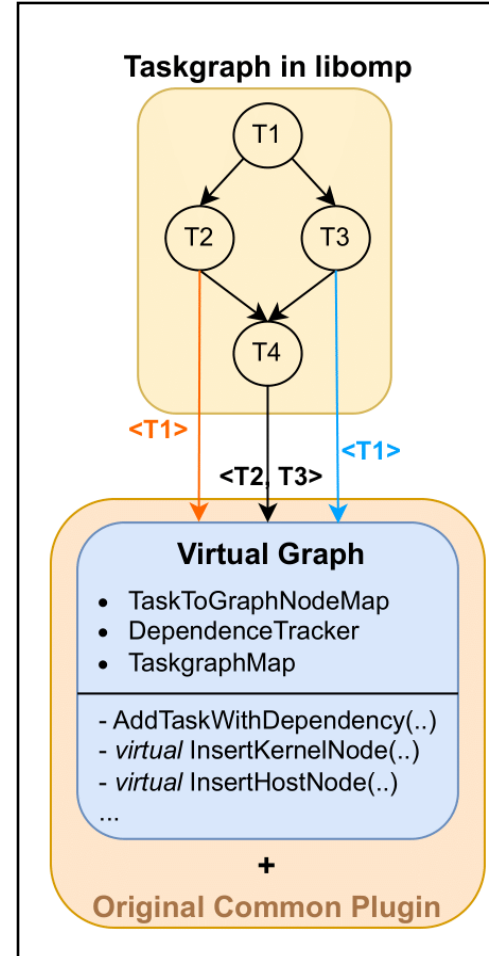 Taskgraph in libomp
T1
T2
T3
T4
<T1>
<T1>
<T2, T3>
Virtual Graph
• TaskToGraphNodeMap
• DependenceTracker
• TaskgraphMap
- AddTaskWithDependency(..)
- virtual InsertKernelNode(..)
- virtual InsertHostNode(..)
...
+
Original Common Plugin